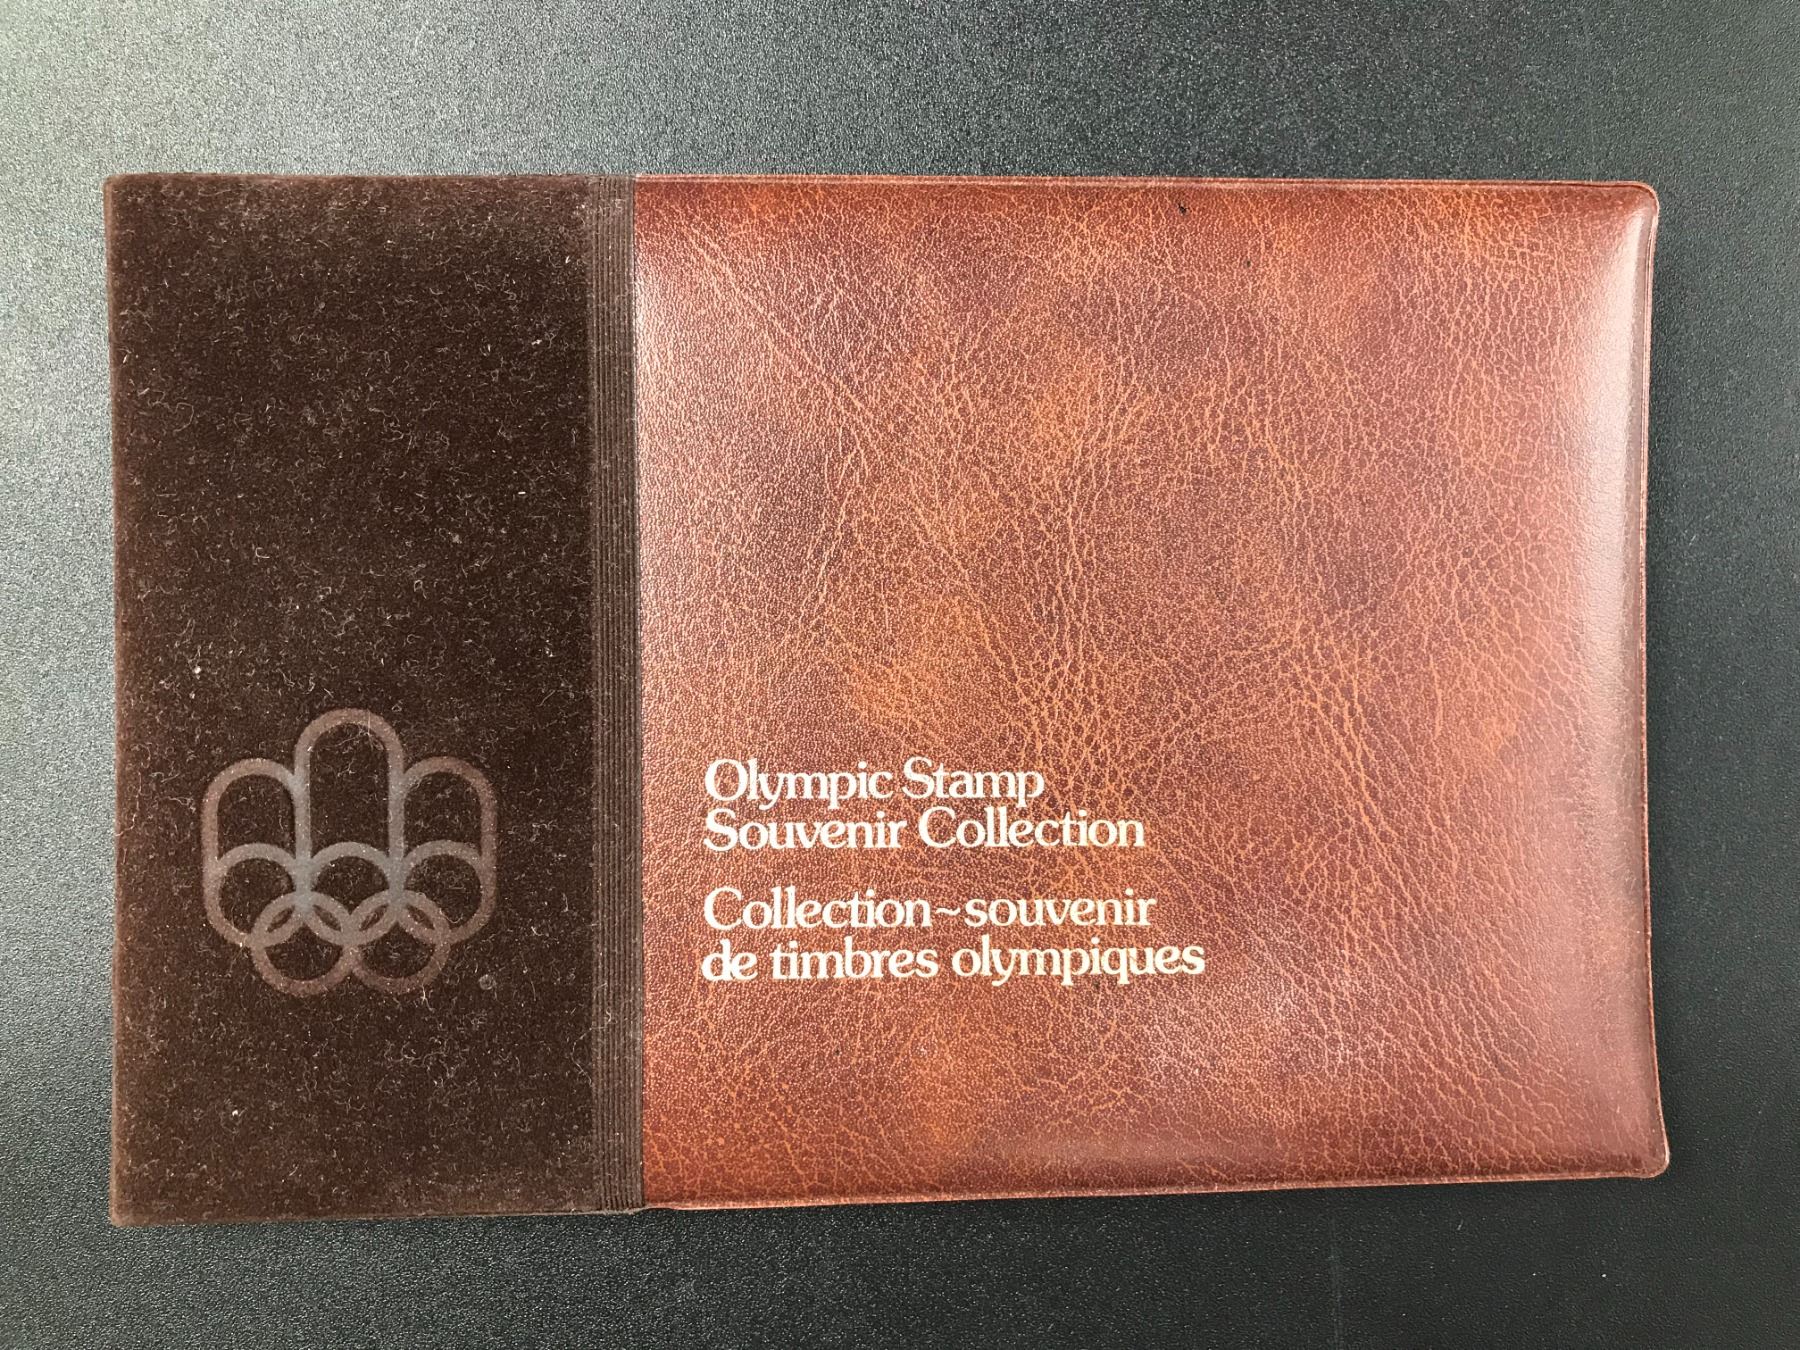 Olympic Stamp
Souvenir Collection
Collection~souvenir
de timbres olympiques